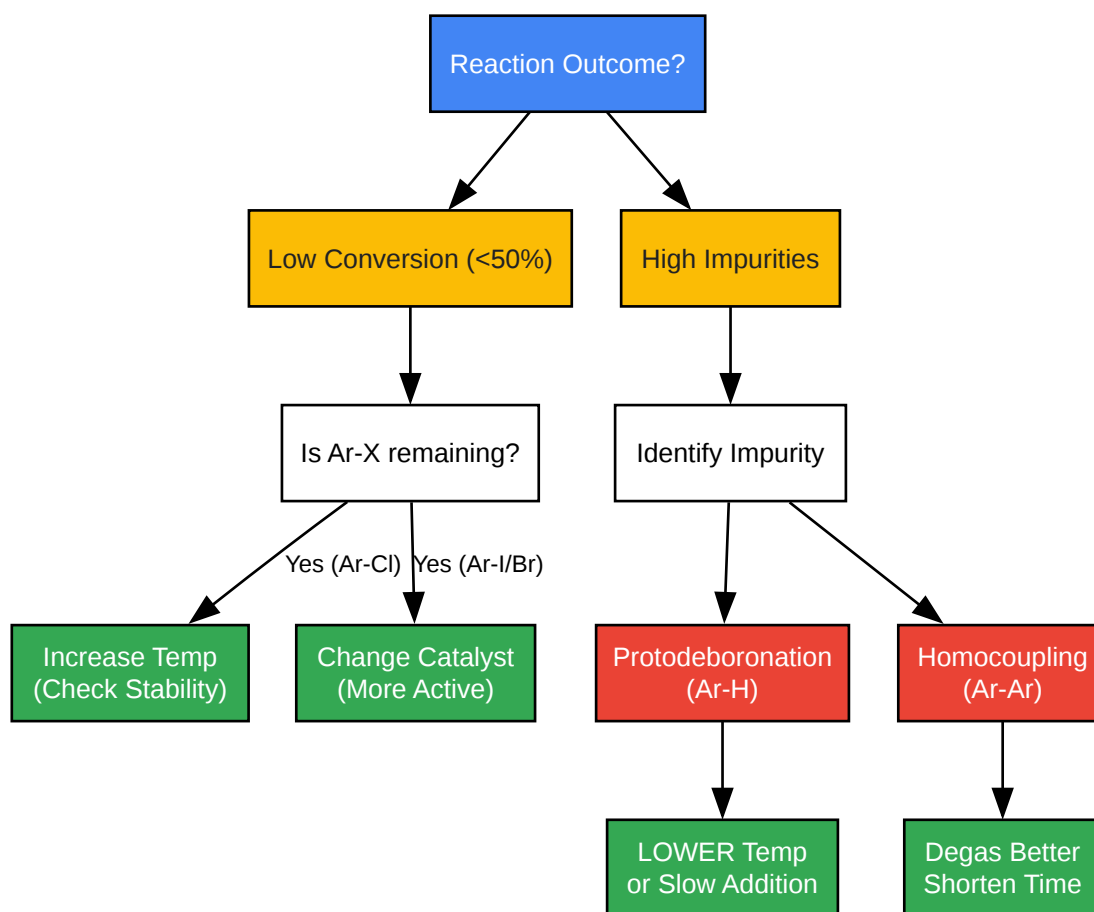 Reaction Outcome?
Low Conversion (<50%)
High Impurities
Is Ar-X remaining?
Identify Impurity
Yes (Ar-Cl)
Yes (Ar-I/Br)
Increase Temp
(Check Stability)
Change Catalyst
(More Active)
Protodeboronation
(Ar-H)
Homocoupling
(Ar-Ar)
LOWER Temp
or Slow Addition
Degas Better
Shorten Time